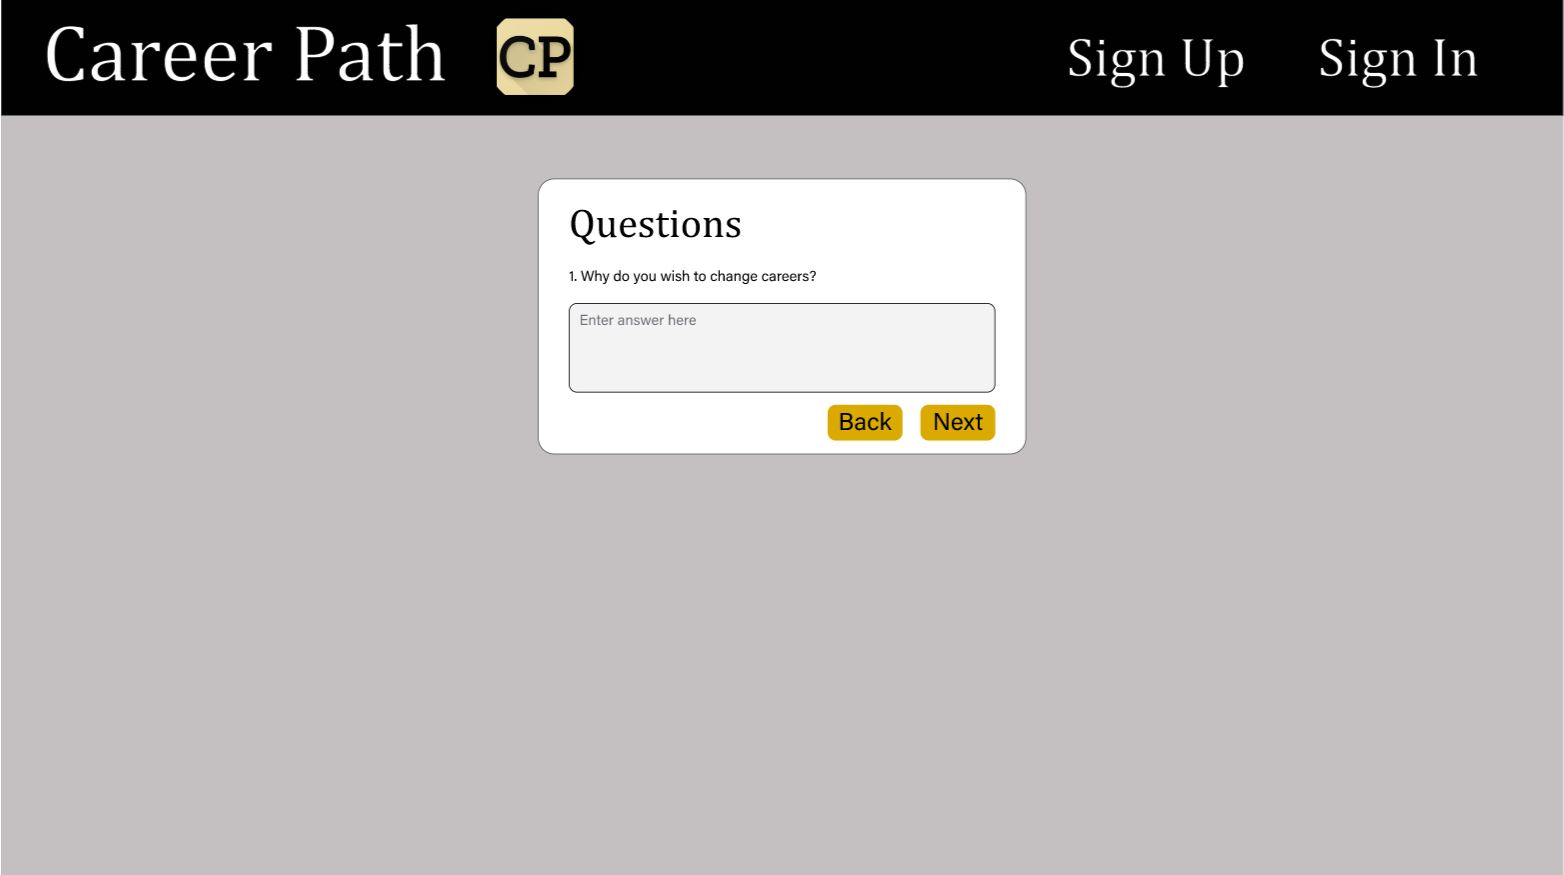 Career Path CP Sign Up Sign In
Questions
1. Why do you wish to change careers?
Enter answer here
Back Next